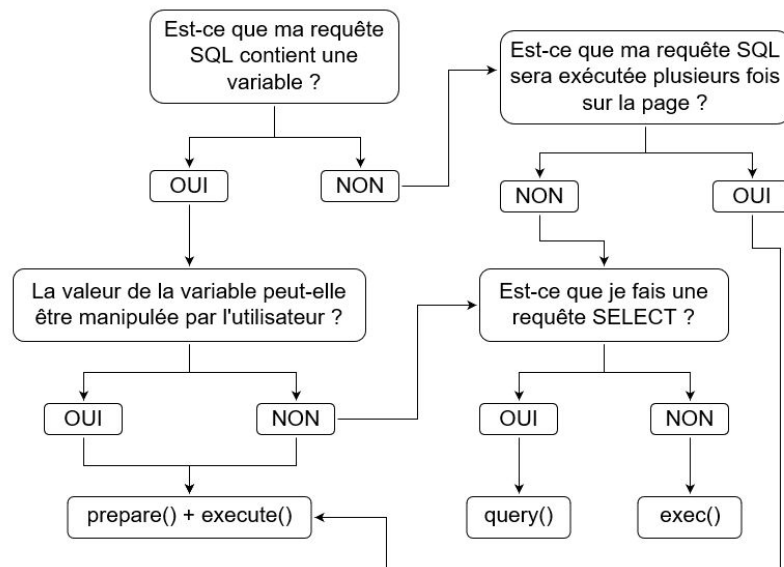 Est-ce que ma requête
SQL contient une
variable ?
Est-ce que ma requête SQL
sera exécutée plusieurs fois
sur la page ?
OUI
NON
NON
OUI
La valeur de la variable peut-elle
être manipulée par l'utilisateur ?
Est-ce que je fais une
requête SELECT ?
OUI
NON
OUI
NON
prepare() + execute()
query()
exec()